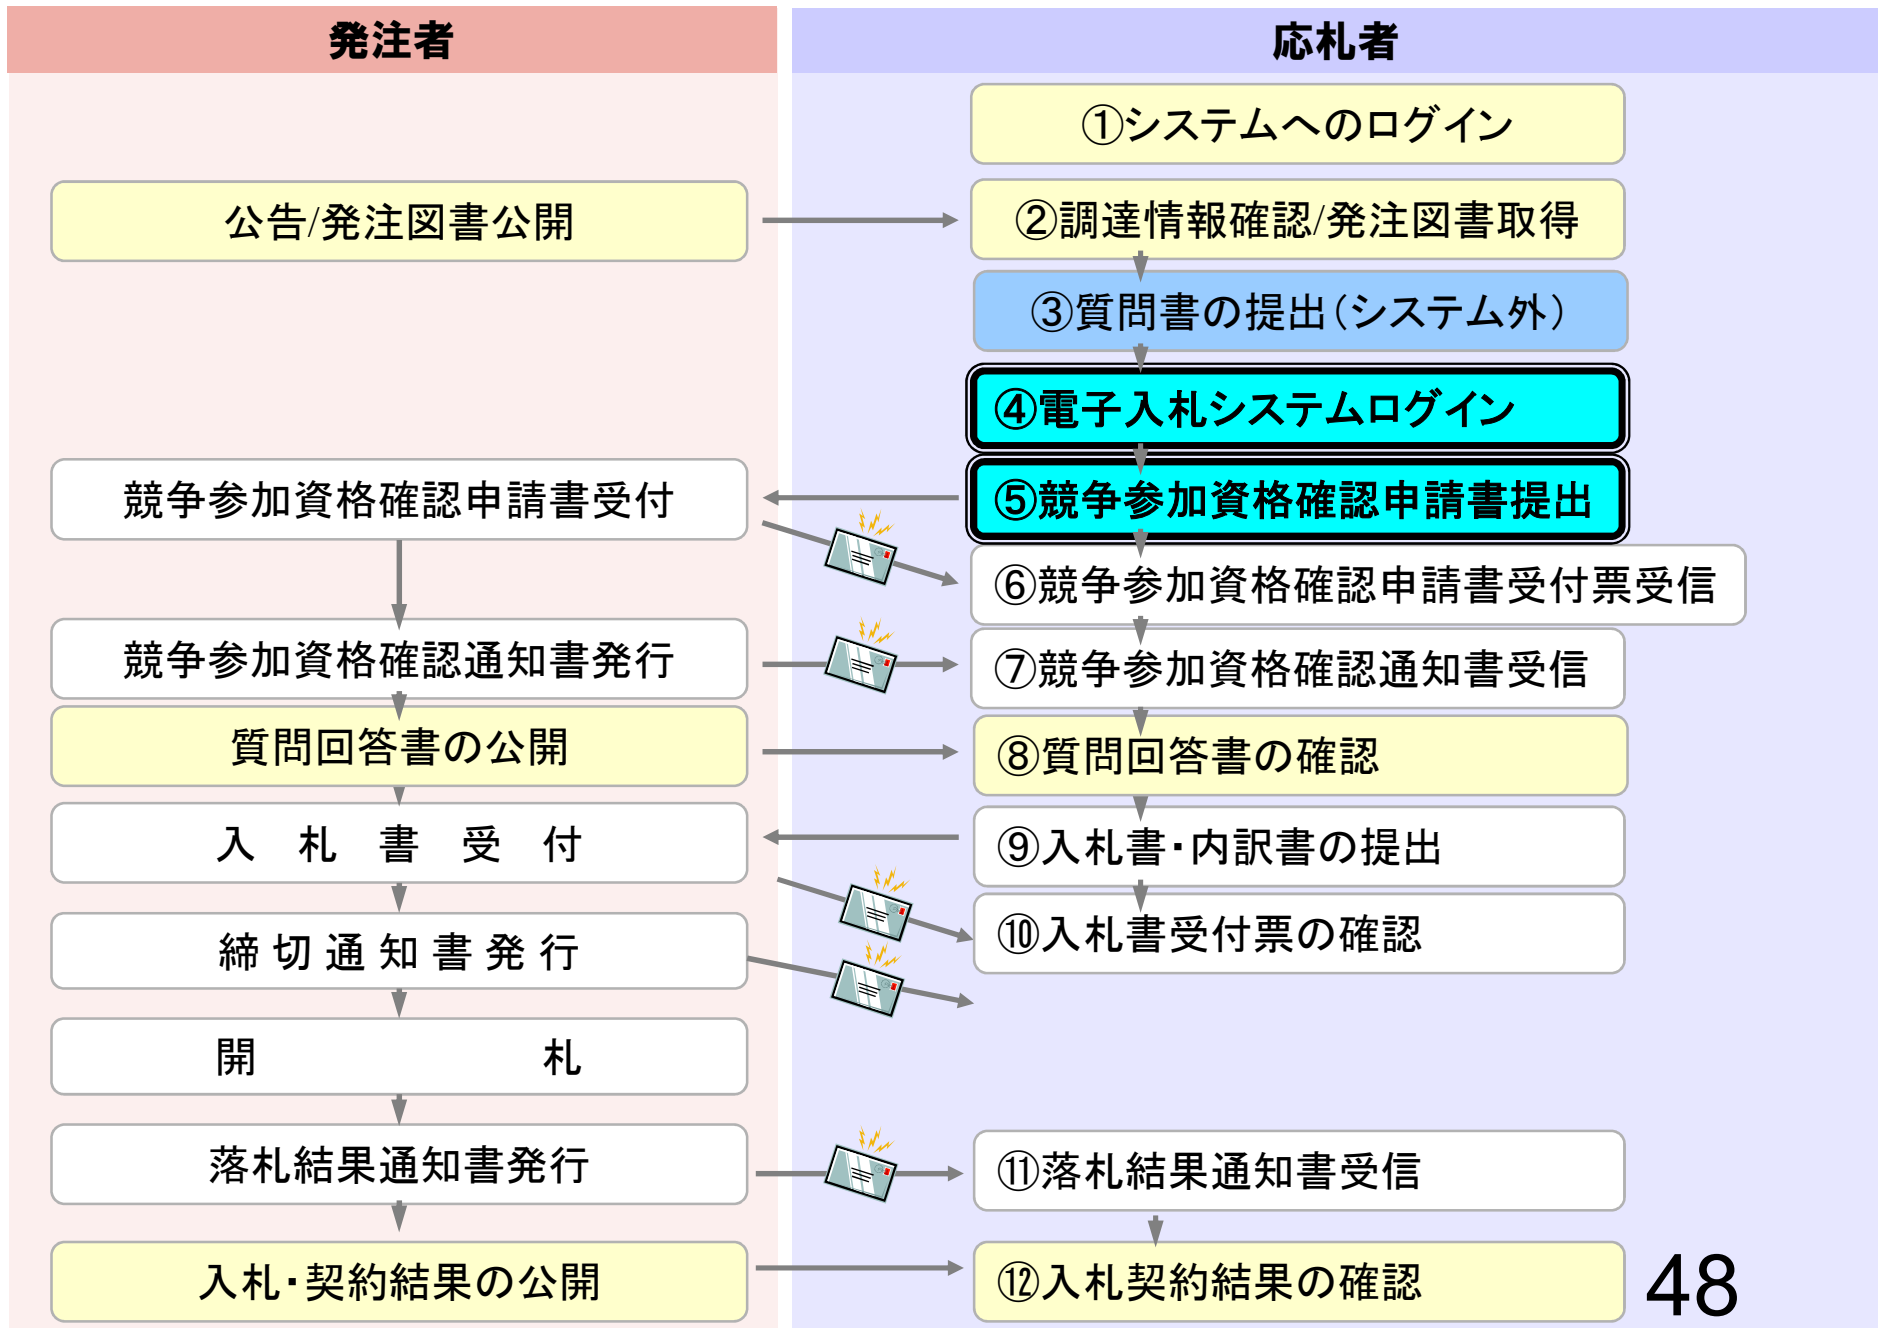 発注者
応札者
①システムへのログイン
公告/発注図書公開
②調達情報確認/発注図書取得
③質問書の提出（システム外）
④電子入札システムログイン
競争参加資格確認申請書受付
⑤競争参加資格確認申請書提出
⑥競争参加資格確認申請書受付票受信
競争参加資格確認通知書発行
⑦競争参加資格確認通知書受信
質問回答書の公開
⑧質問回答書の確認
入　札　書　受　付
⑨入札書・内訳書の提出
⑩入札書受付票の確認
締 切 通 知 書 発 行
開　　　　　　　札
落札結果通知書発行
⑪落札結果通知書受信
入札・契約結果の公開
⑫入札契約結果の確認
48